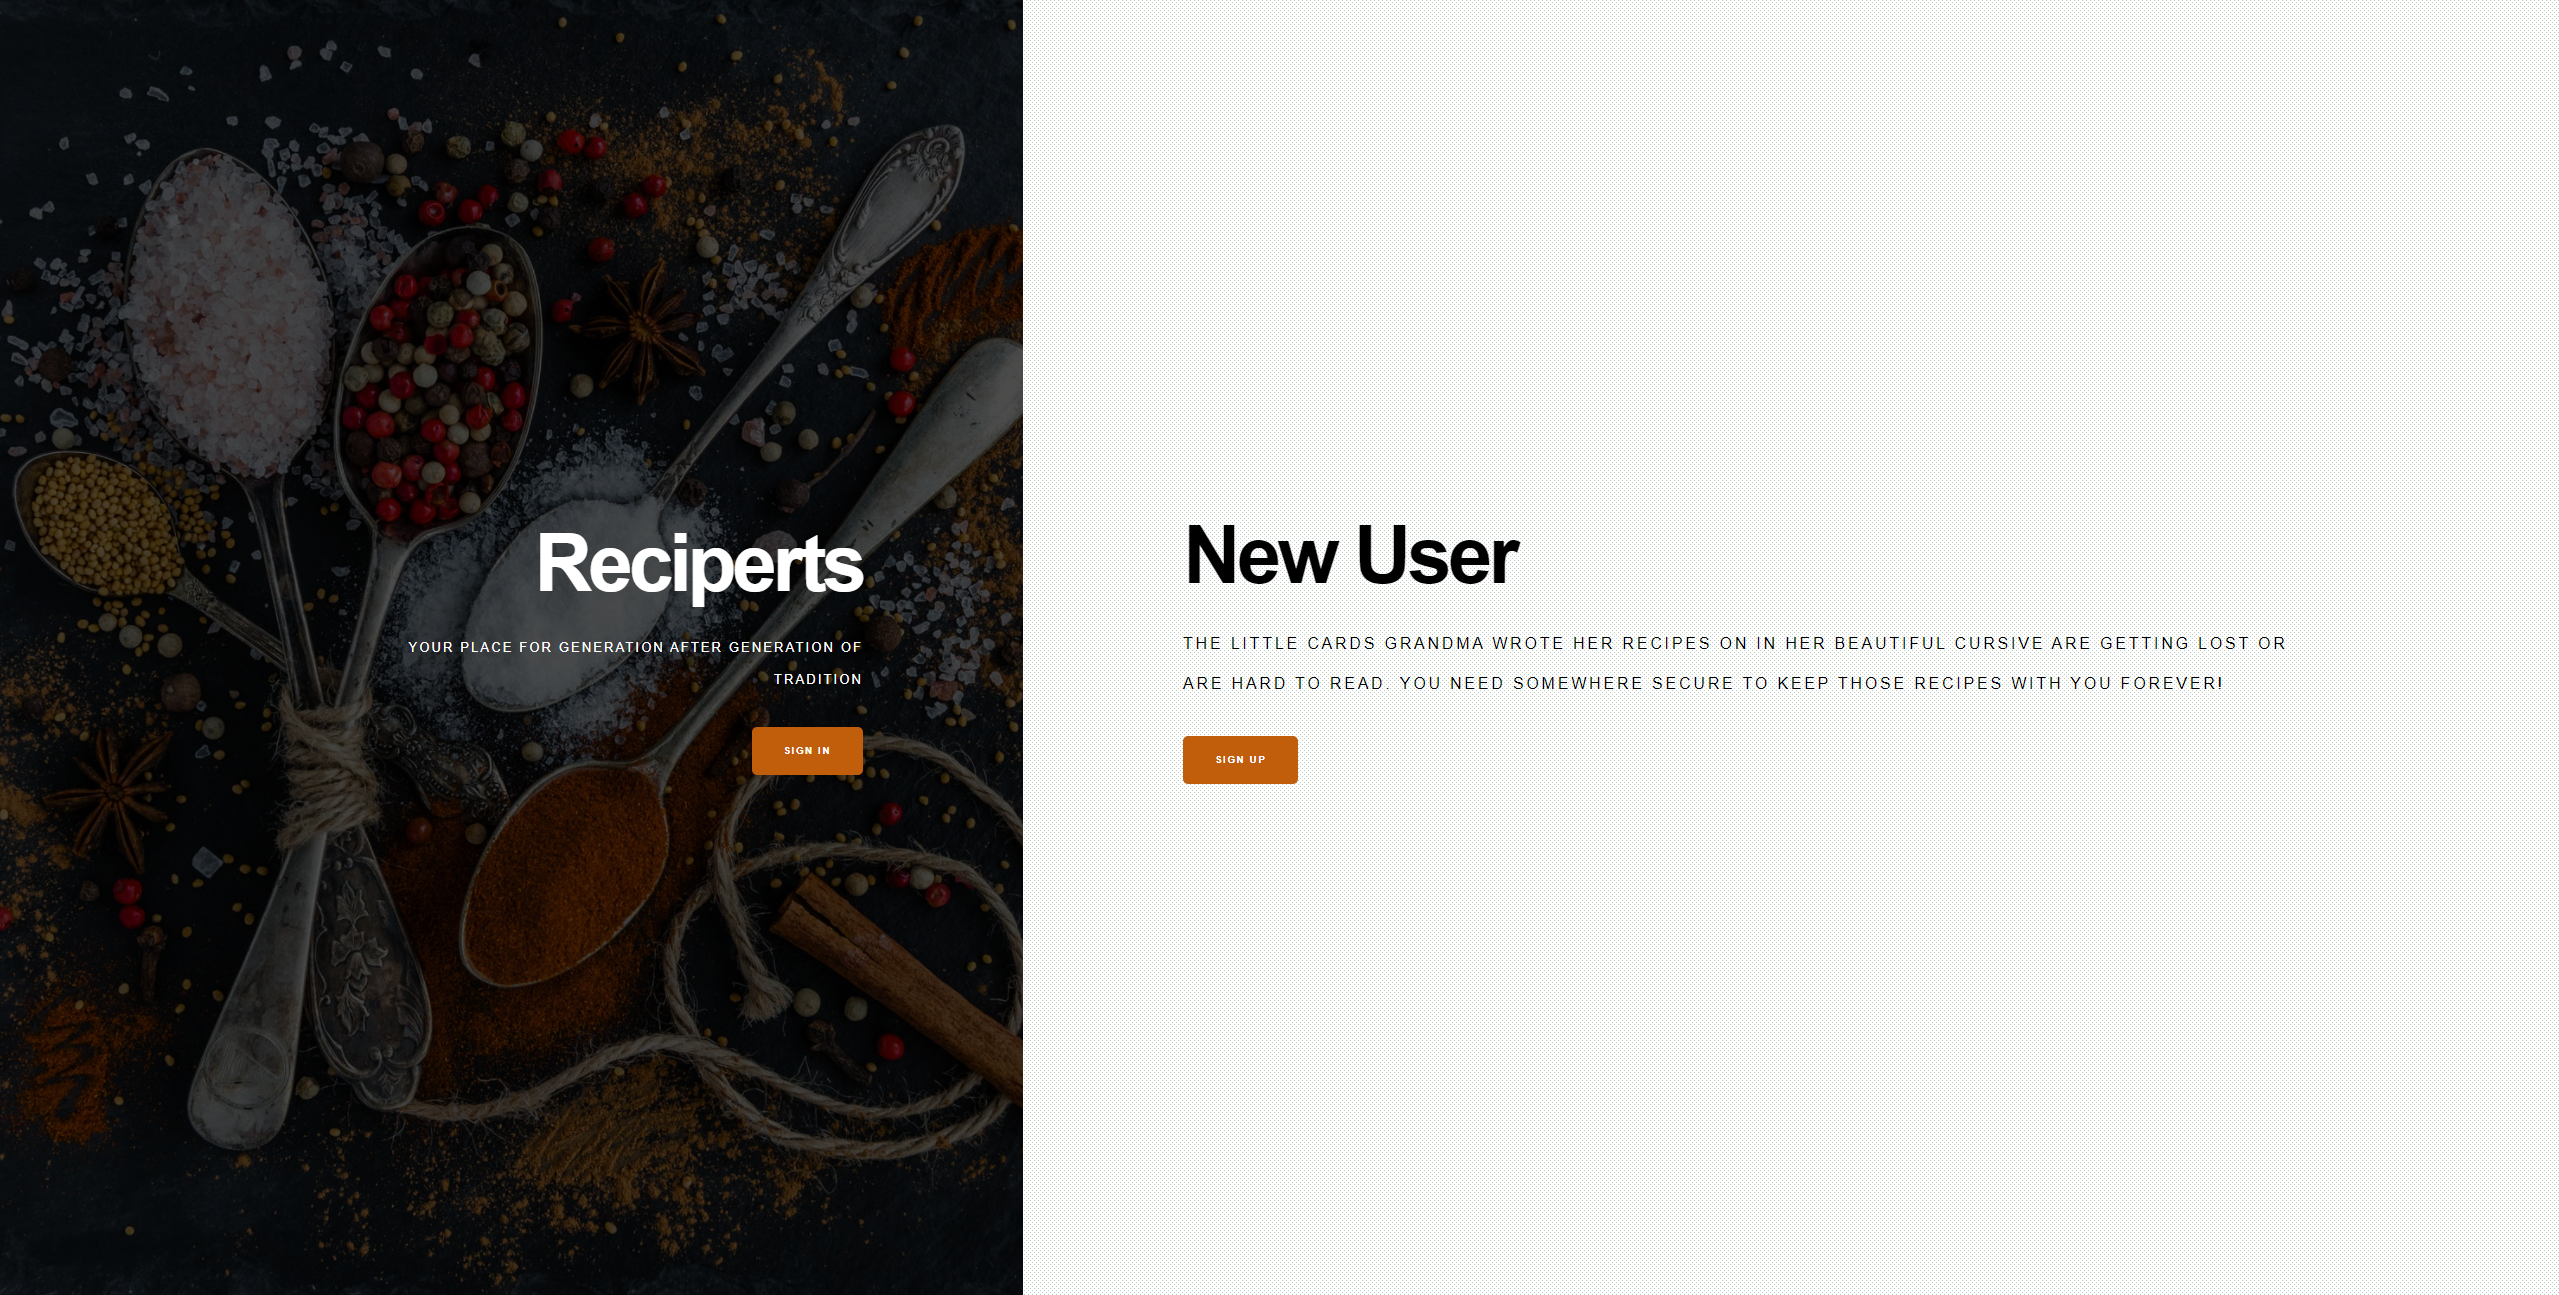 Reciperts
YOUR PLACE FOR GENERATION AFTER GENERATION OF
TRADITION
SIGN IN
New User
THE LITTLE CARDS GRANDMA WROTE HER RECIPES ON IN HER BEAUTIFUL CURSIVE ARE GETTING LOST OR
ARE HARD TO READ. YOU NEED SOMEWHERE SECURE TO KEEP THOSE RECIPES WITH YOU FOREVER!
SIGN UP